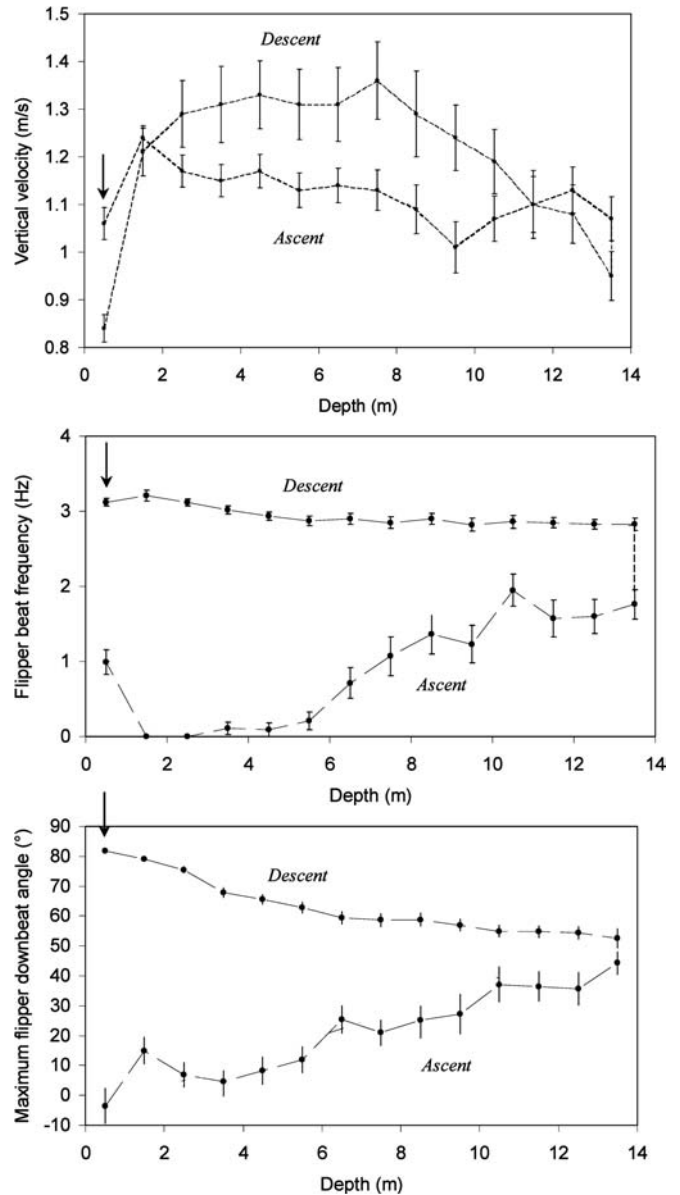 1.5
1.4
1.3
1.2
1.1
1
0.9
0.8
Vertical velocity (m/s)
Descent
Ascent
0 2 4 6 8 10 12 14
Depth (m)
4
3
2
1
0
Flipper beat frequency (Hz)
Descent
Ascent
0 2 4 6 8 10 12 14
Depth (m)
90
80
70
60
50
40
30
20
10
0
-10
Maximum flipper downbeat angle (°)
Descent
Ascent
0 2 4 6 8 10 12 14
Depth (m)